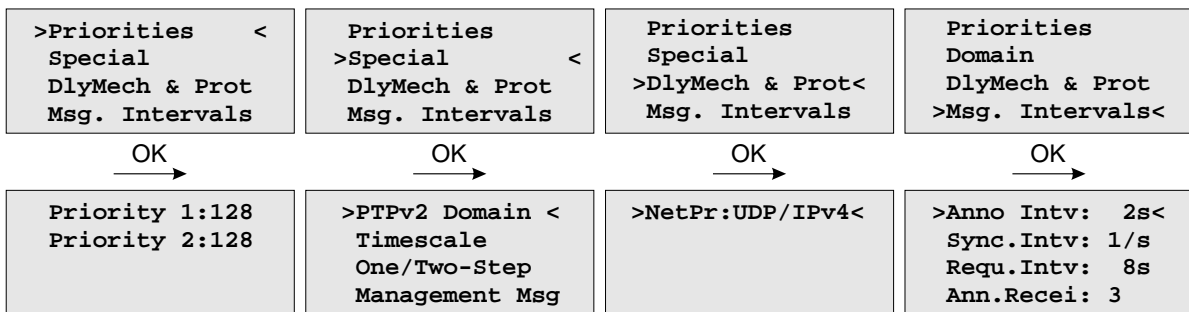 >Priorities <
Special
DlyMech & Prot
Msg. Intervals
OK
Priority 1:128
Priority 2:128
Priorities
>Special <
DlyMech & Prot
Msg. Intervals
OK
>PTPv2 Domain <
Timescale
One/Two-Step
Management Msg
Priorities
Special
>DlyMech & Prot<
Msg. Intervals
OK
>NetPr:UDP/IPv4<
Priorities
Domain
DlyMech & Prot
>Msg. Intervals<
OK
>Anno Intv: 2s<
Sync.Intv: 1/s
Requ.Intv: 8s
Ann.Recei: 3